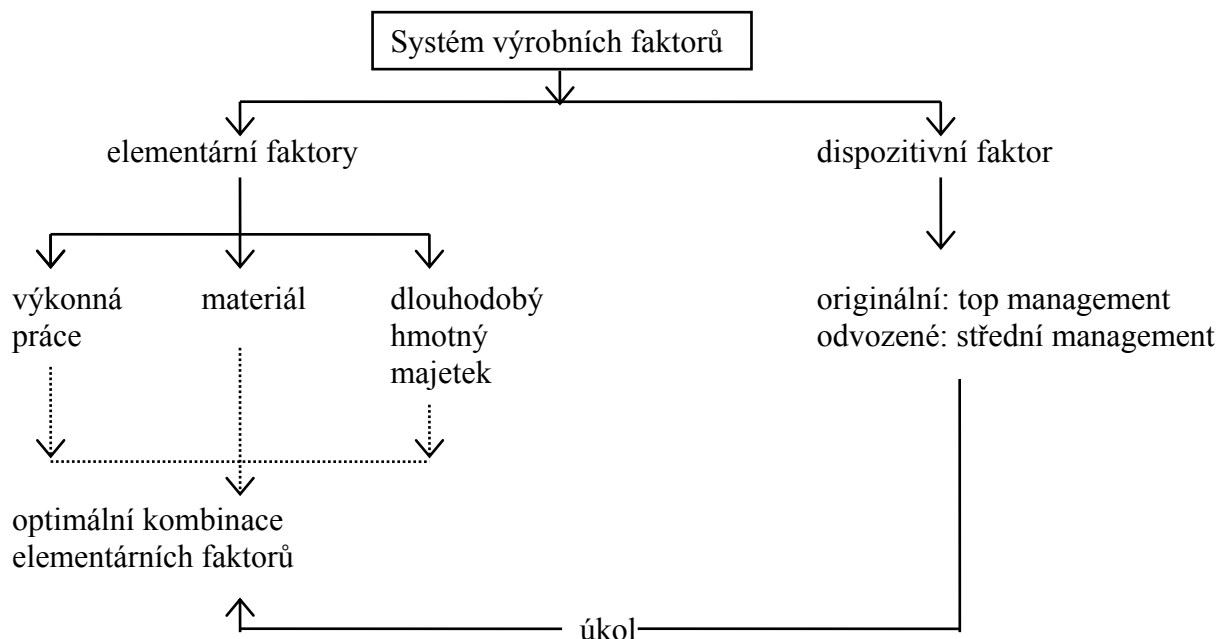 Systém výrobních faktorů
elementární faktory
dispozitivní faktor
výkonná
práce
materiál
dlouhodobý
hmotný
majetek
originální: top management
odvozené: střední management
optimální kombinace
elementárních faktorů
úkol